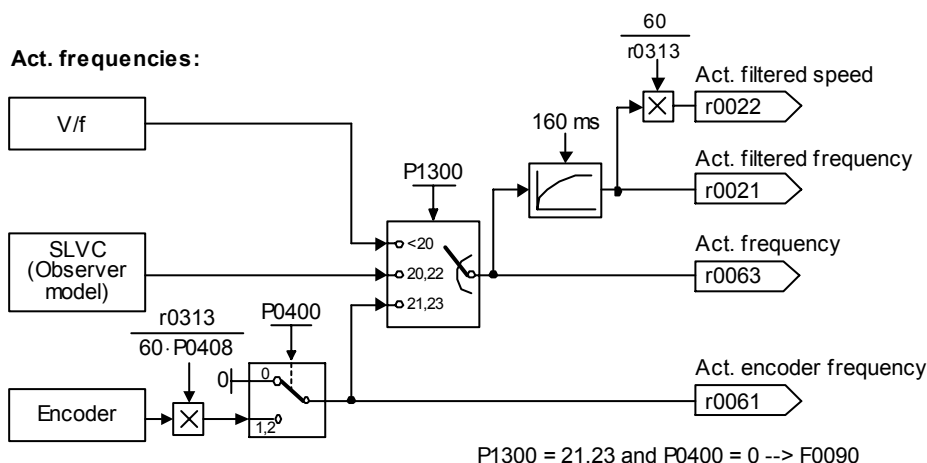 Act. frequencies:
60
r0313
Act. filtered speed
r0022
V/f
160 ms
Act. filtered frequency
r0021
P1300
<20
SLVC
(Observer
model)
20,22
Act. frequency
r0063
21,23
r0313
60·P0408
P0400
0
0
Act. encoder frequency
r0061
Encoder
1,2
P1300 = 21,23 and P0400 = 0 --> F0090